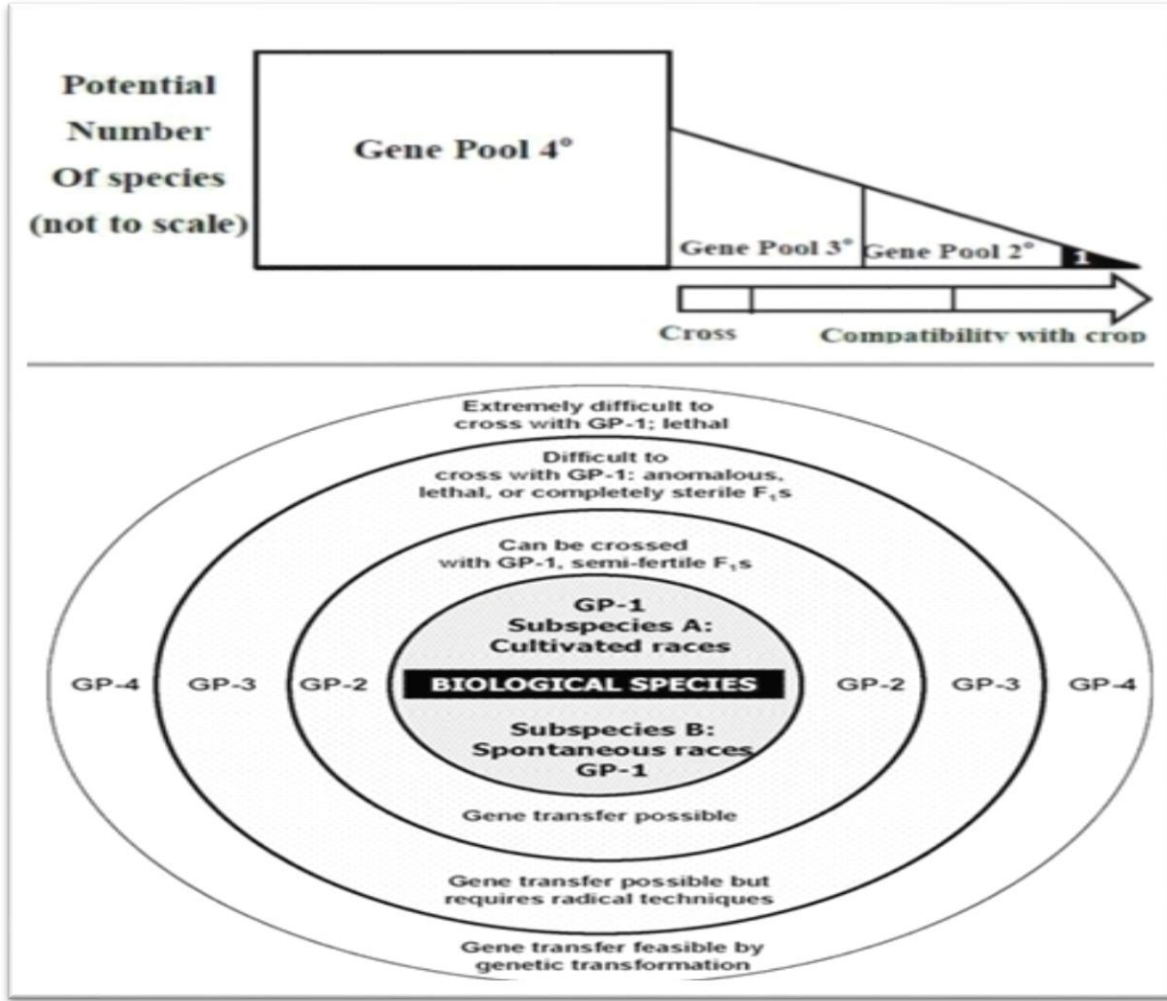 Potential
Number
Of species
(not to scale)
Gene Pool 4°
Gene Pool 3°
Gene Pool 2°
1
Cross
Compatibility with crop
Extremely difficult to
cross with GP-1; lethal
Difficult to
cross with GP-1: anomalous,
lethal, or completely sterile F₁s
Can be crossed
with GP-1, semi-fertile F₁s
GP-1
Subspecies A:
Cultivated races
GP-4 GP-3 GP-2 BIOLOGICAL SPECIES GP-2 GP-3 GP-4
Subspecies B:
Spontaneous races
GP-1
Gene transfer possible
Gene transfer possible but
requires radical techniques
Gene transfer feasible by
genetic transformation